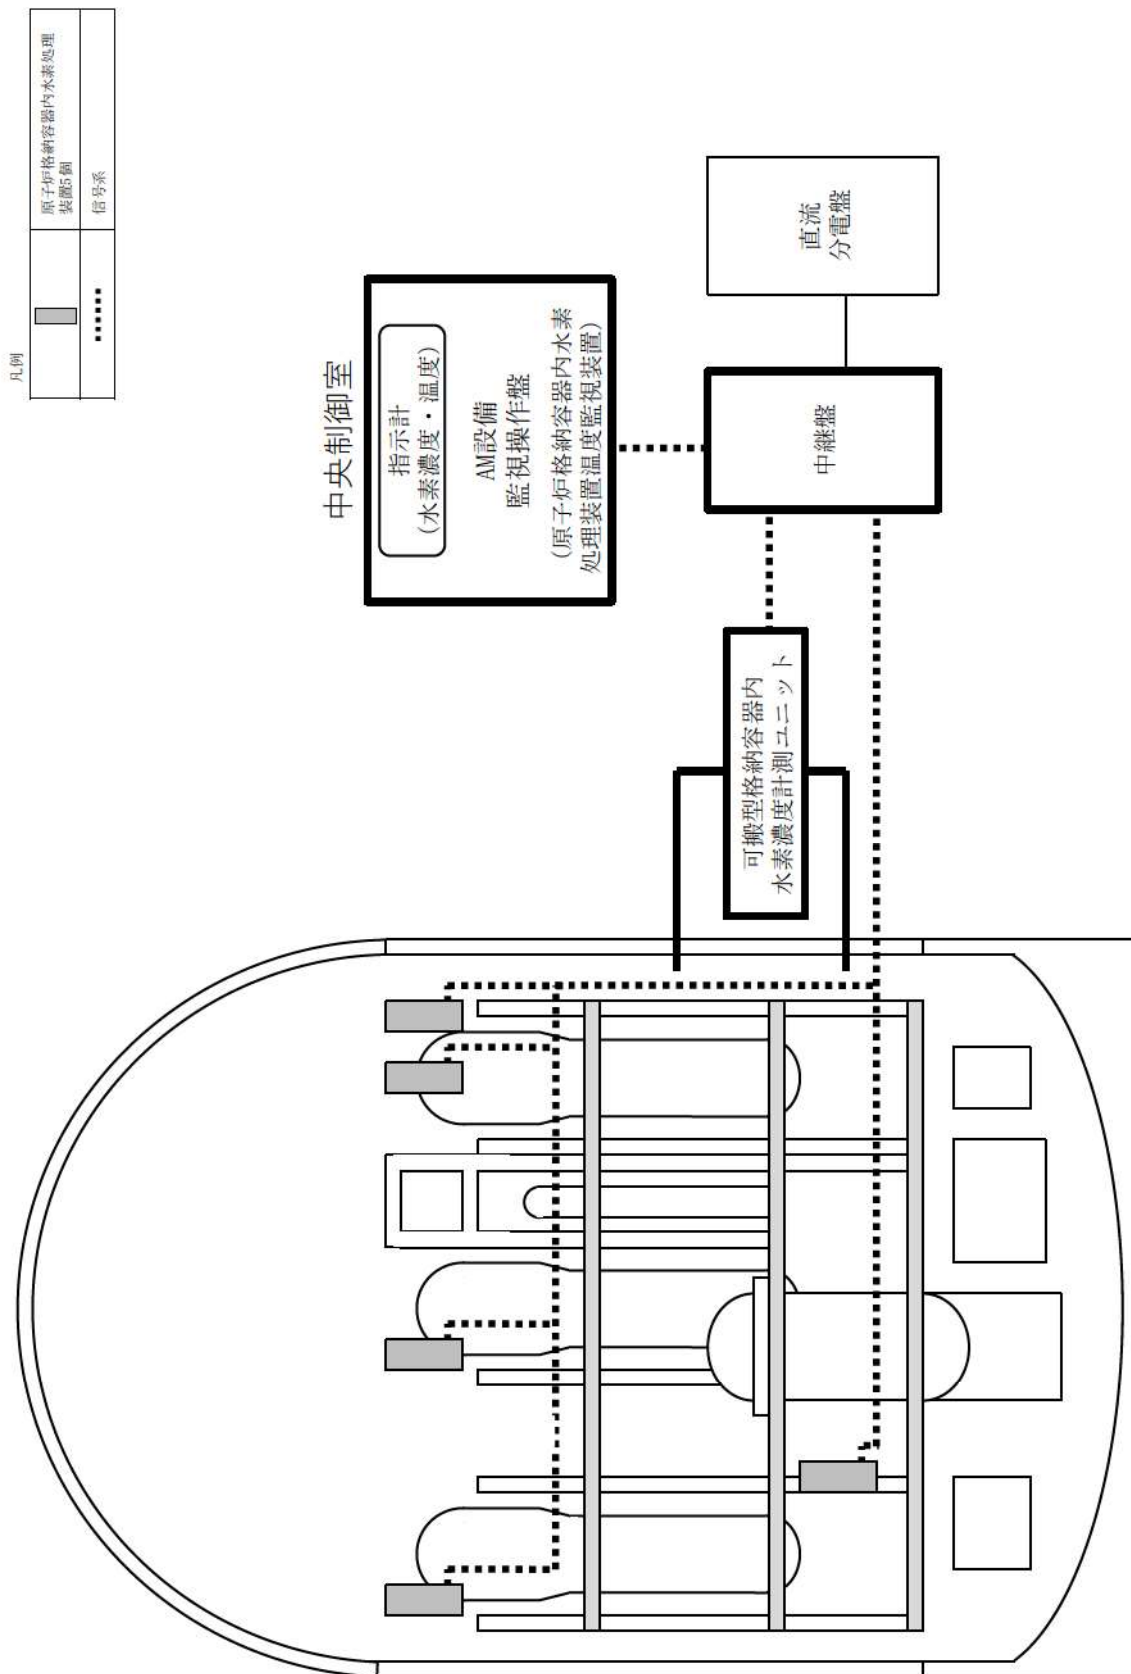 凡例
原子炉格納容器内水素処理
装置5個
信号系
中央制御室
指示計
(水素濃度・温度)
AM設備
監視操作盤
(原子炉格納容器内水素
処理装置温度監視装置)
可搬型格納容器内
水素濃度計測ユニット
中継盤
直流
分電盤